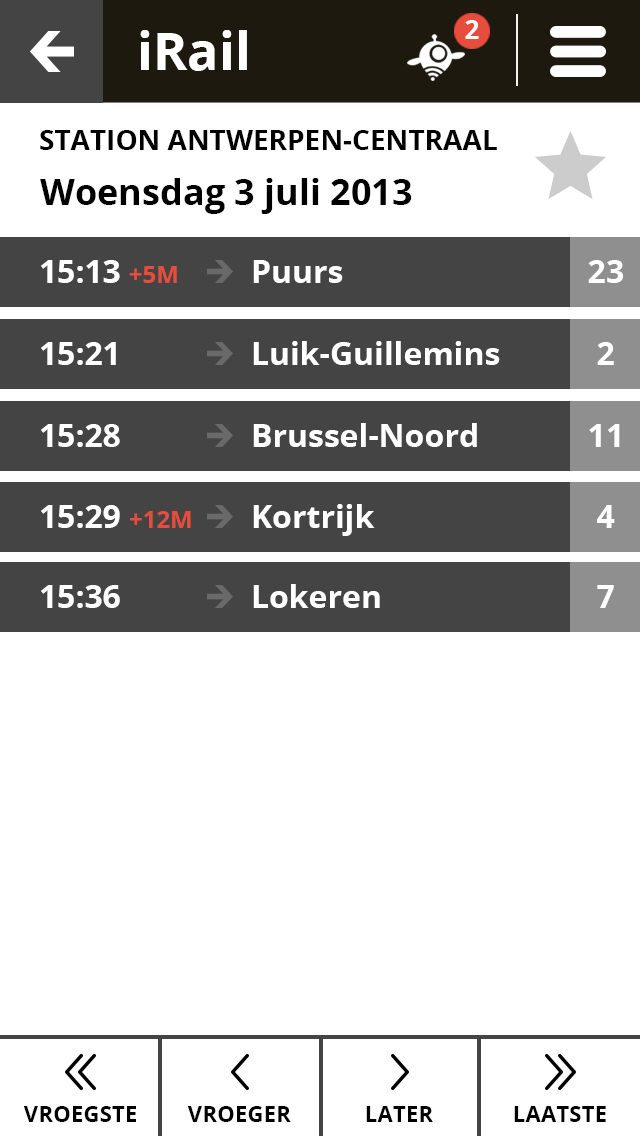 iRail
2
STATION ANTWERPEN-CENTRAAL
Woensdag 3 juli 2013
15:13 +5M Puurs 23
15:21 Luik-Guillemins 2
15:28 Brussel-Noord 11
15:29 +12M Kortrijk 4
15:36 Lokeren 7
VROEGSTE VROEGER LATER LAATSTE